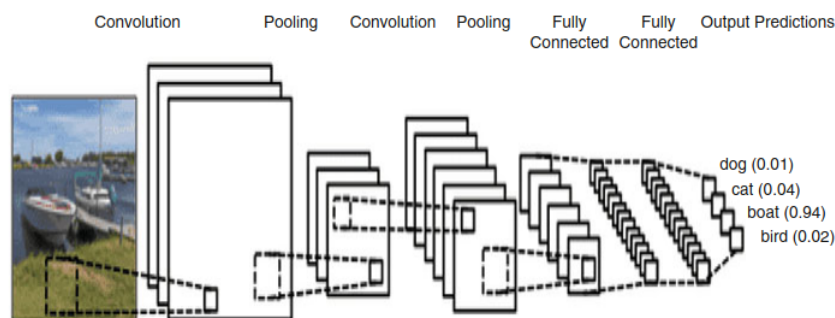 Convolution Pooling Convolution Pooling Fully Connected Fully Connected Output Predictions
dog (0.01)
cat (0.04)
boat (0.94)
bird (0.02)